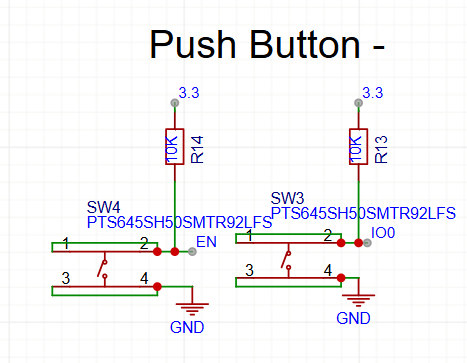 Push Button -
3.3
3.3
10K
R14
10K
R13
SW4
PTS645SH50SMTR92LFS
SW3
PTS645SH50SMTR92LFS
1
2
EN
1
2
IO0
3
4
3
4
GND
GND